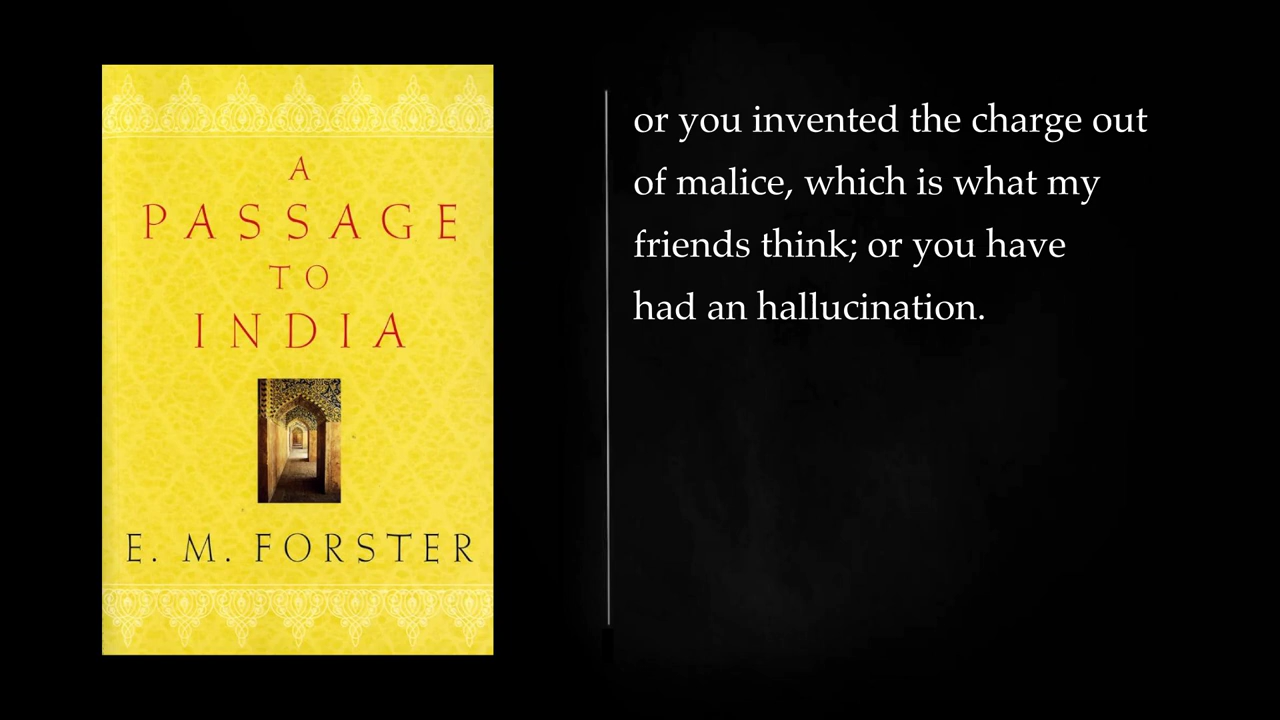 A
PASSAGE
TO
INDIA
E. M. FORSTER
or you invented the charge out
of malice, which is what my
friends think; or you have
had an hallucination.